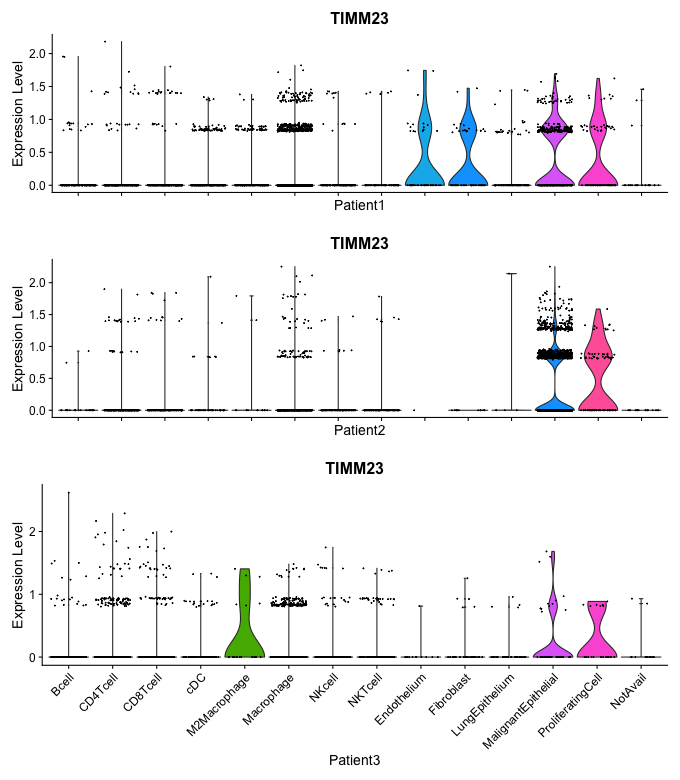 TIMM23
Expression Level
2.0
1.5
1.0
0.5
0.0
Patient1
TIMM23
Expression Level
2.0
1.5
1.0
0.5
0.0
Patient2
TIMM23
Expression Level
2
1
0
Bcell
CD4Tcell
CD8Tcell
cDC
M2Macrophage
Macrophage
NKcell
NKTcell
Endothelium
Fibroblast
LungEpithelium
MalignantEpithelial
ProliferatingCell
NotAvail
Patient3